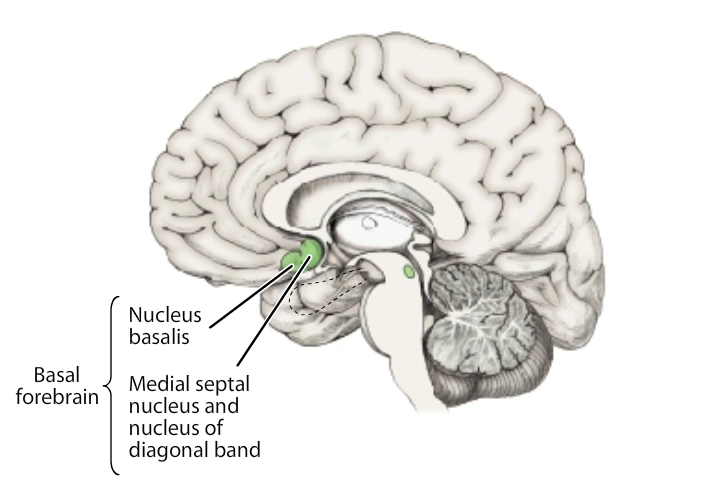 Nucleus
basalis
Basal
forebrain
Medial septal
nucleus and
nucleus of
diagonal band